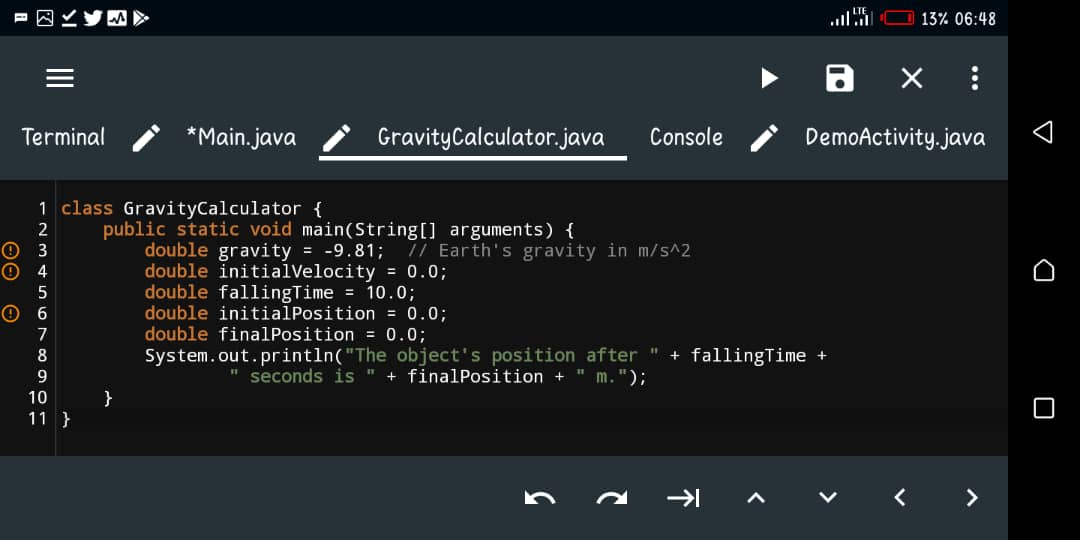 LTE 13% 06:48
Terminal *Main.java GravityCalculator.java Console DemoActivity.java
1 class GravityCalculator {
2     public static void main(String[] arguments) {
3         double gravity = -9.81;  // Earth's gravity in m/s^2
4         double initialVelocity = 0.0;
5         double fallingTime = 10.0;
6         double initialPosition = 0.0;
7         double finalPosition = 0.0;
8         System.out.println("The object's position after " + fallingTime +
9                 " seconds is " + finalPosition + " m.");
10     }
11 }